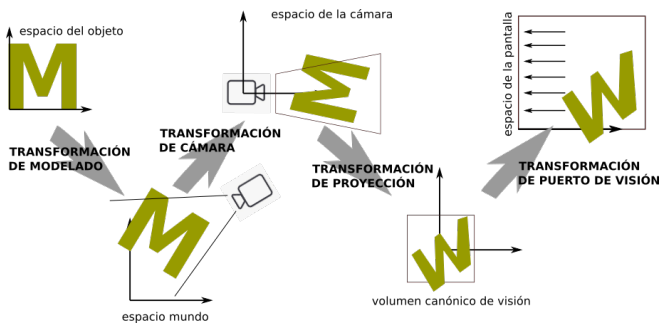 espacio del objeto
M
TRANSFORMACIÓN
DE MODELADO
M
espacio mundo
TRANSFORMACIÓN
DE CÁMARA
espacio de la cámara
M
TRANSFORMACIÓN
DE PROYECCIÓN
M
volumen canónico de visión
TRANSFORMACIÓN
DE PUERTO DE VISIÓN
espacio de la pantalla
M